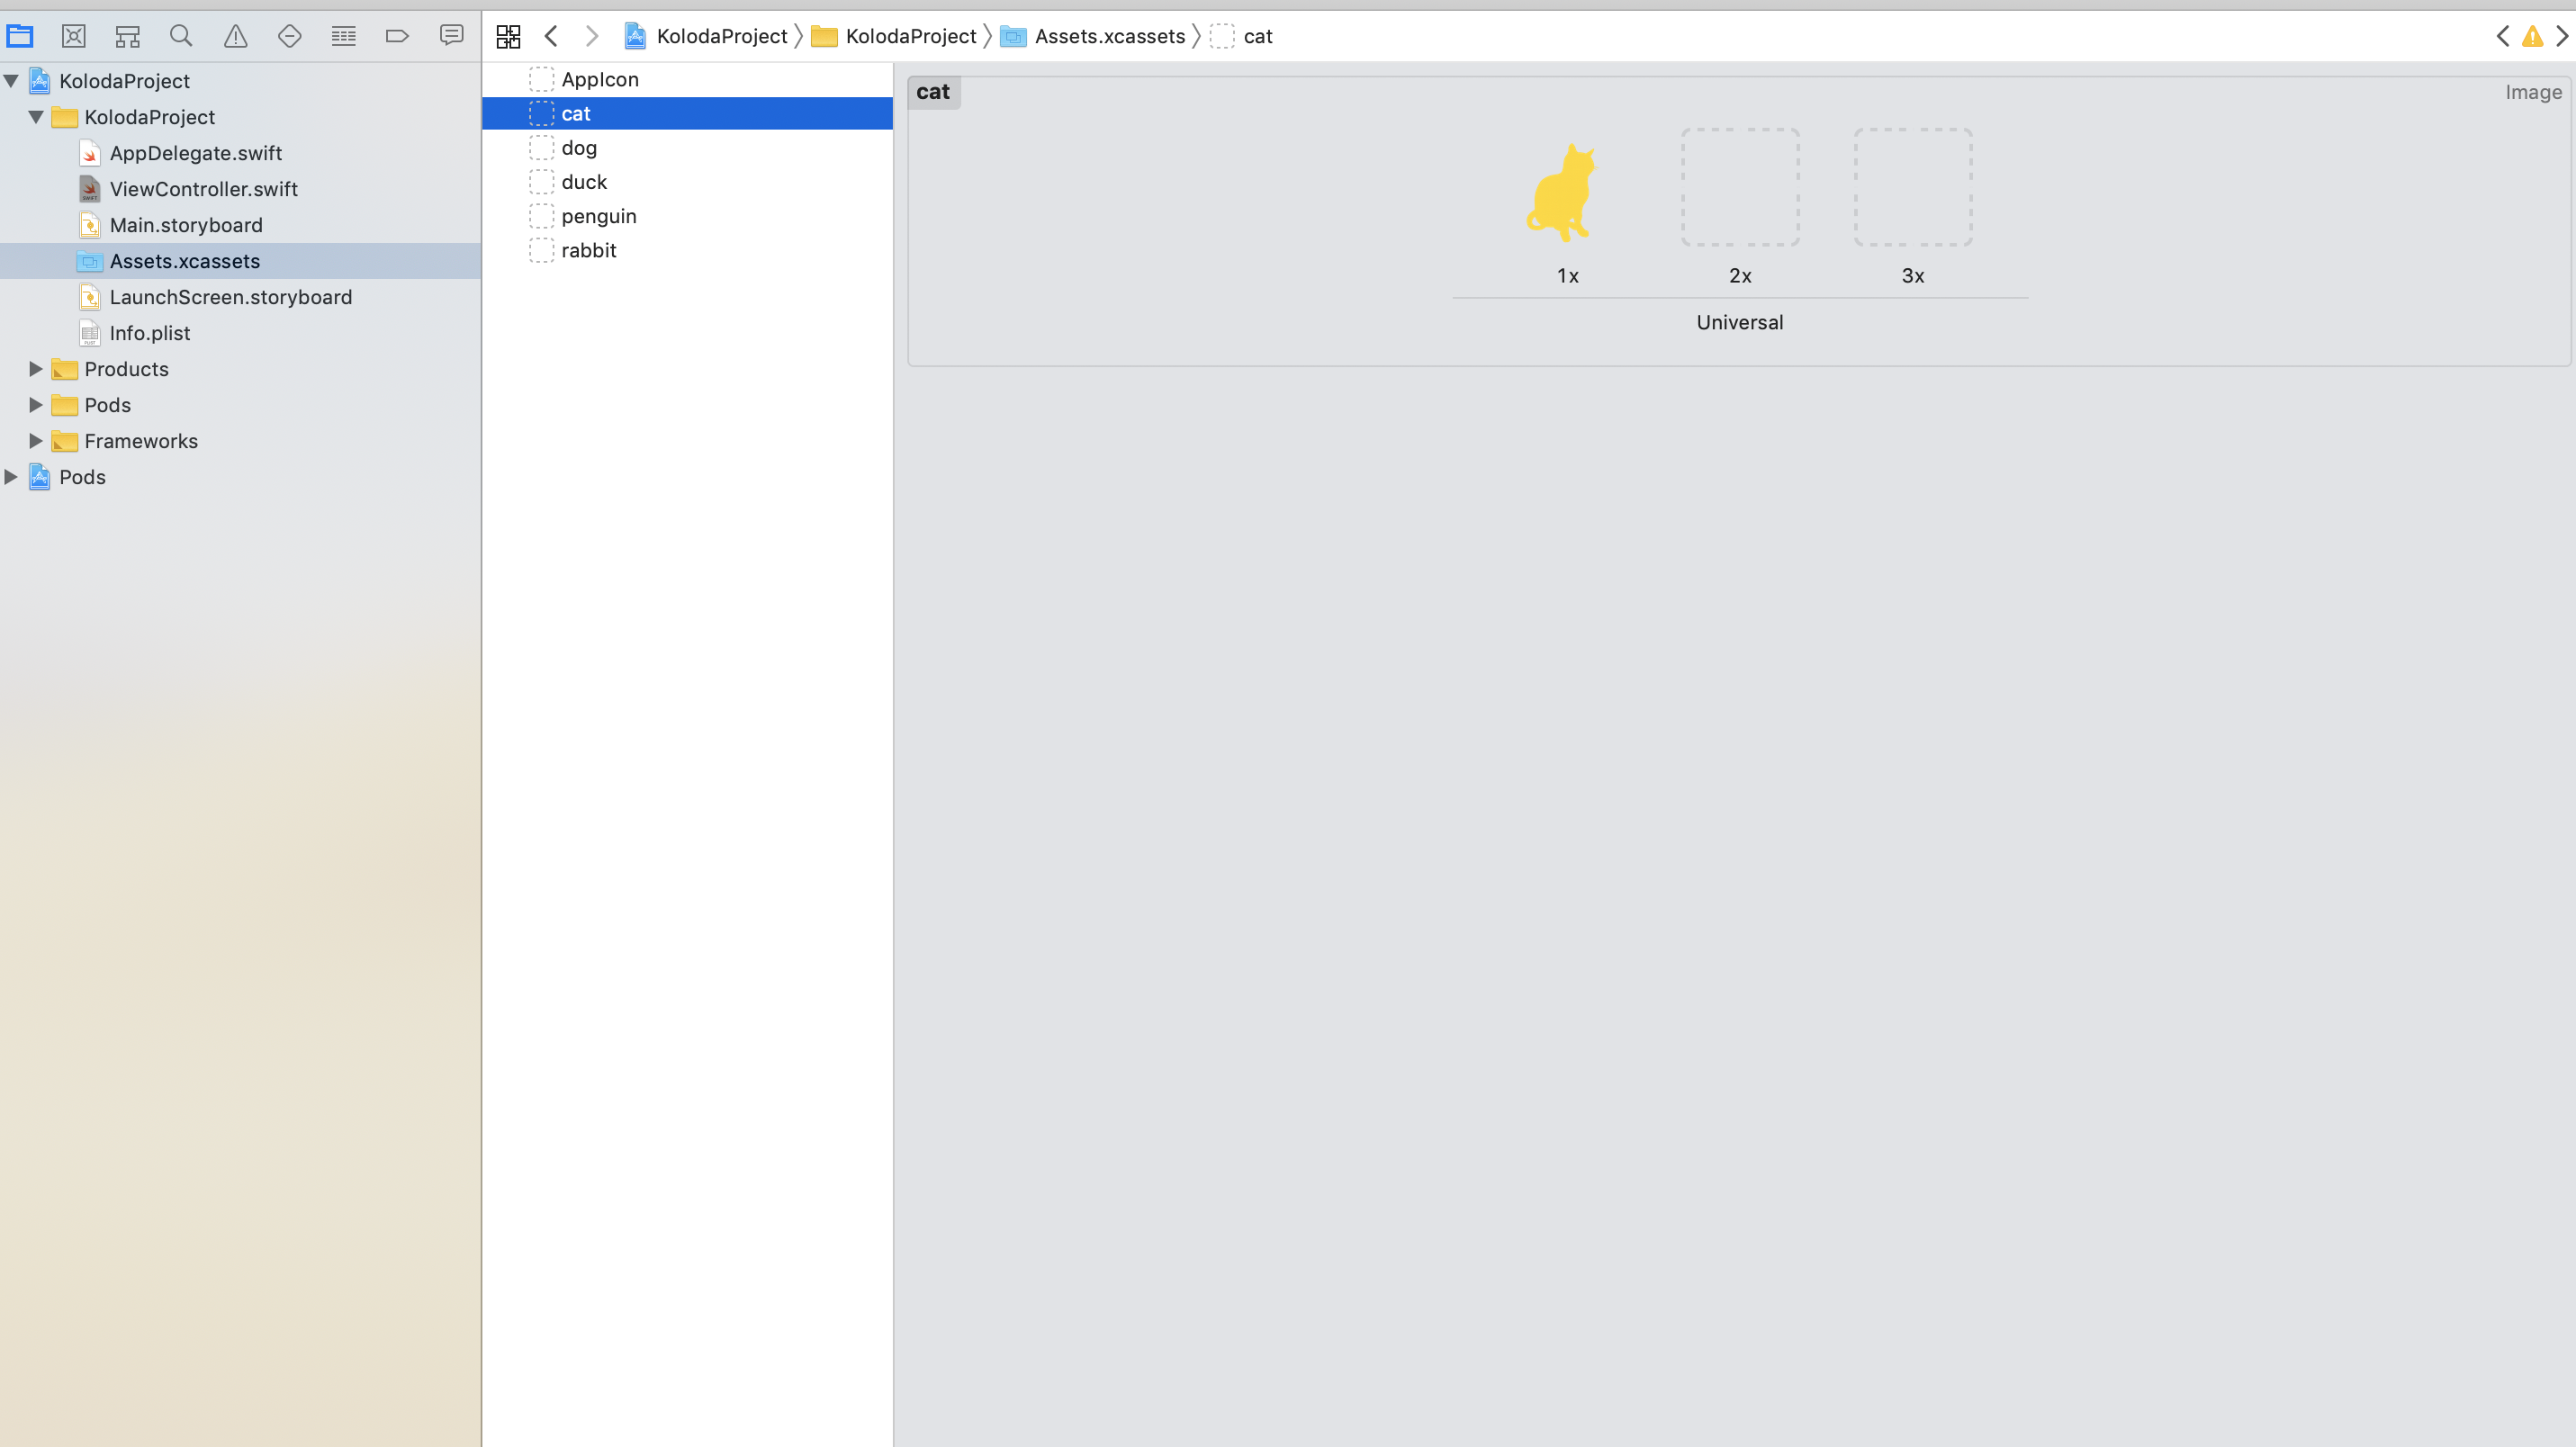 KolodaProject
KolodaProject
AppDelegate.swift
ViewController.swift
Main.storyboard
Assets.xcassets
LaunchScreen.storyboard
Info.plist
Products
Pods
Frameworks
Pods
KolodaProject KolodaProject Assets.xcassets cat
AppIcon
cat
dog
duck
penguin
rabbit
cat
Image
1x 2x 3x
Universal